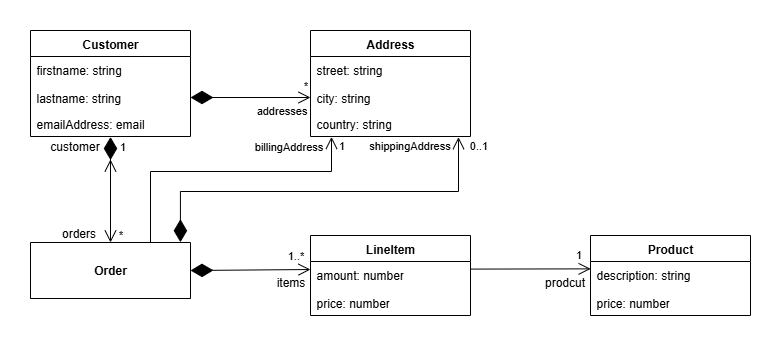 Customer
Address
firstname: string
street: string
lastname: string
*
city: string
addresses
emailAddress: email
country: string
customer
1
billingAddress
1
shippingAddress
0..1
orders
*
Order
1..*
items
LineItem
amount: number
price: number
1
prodcut
Product
description: string
price: number